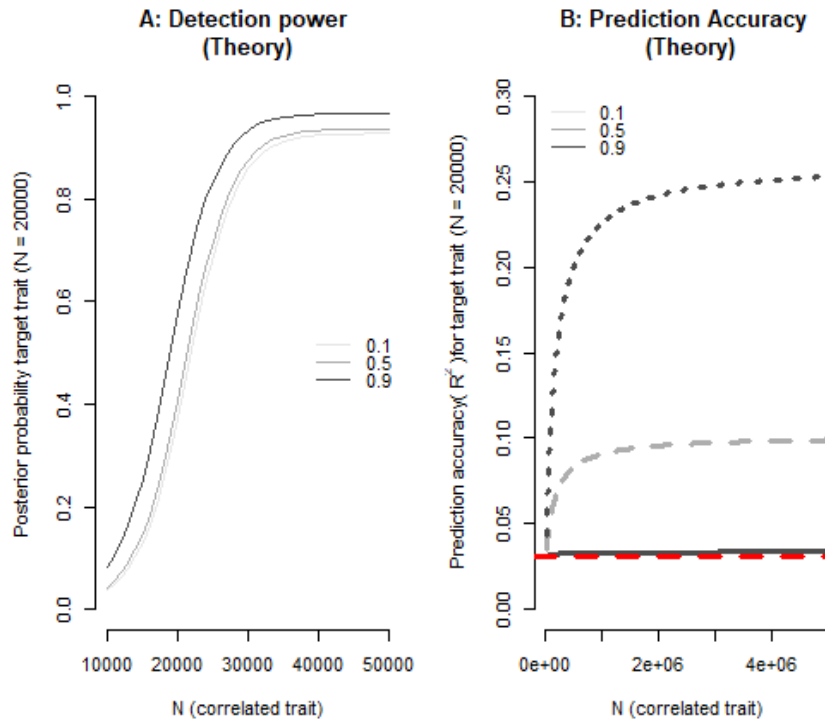 A: Detection power
(Theory)
Posterior probability target trait (N = 20000)
1.0
0.8
0.6
0.4
0.2
0.0
0.1
0.5
0.9
10000 20000 30000 40000 50000
N (correlated trait)
B: Prediction Accuracy
(Theory)
Prediction accuracy( R² )for target trait (N = 20000)
0.30
0.25
0.20
0.15
0.10
0.05
0.00
0.1
0.5
0.9
0e+00 2e+06 4e+06
N (correlated trait)